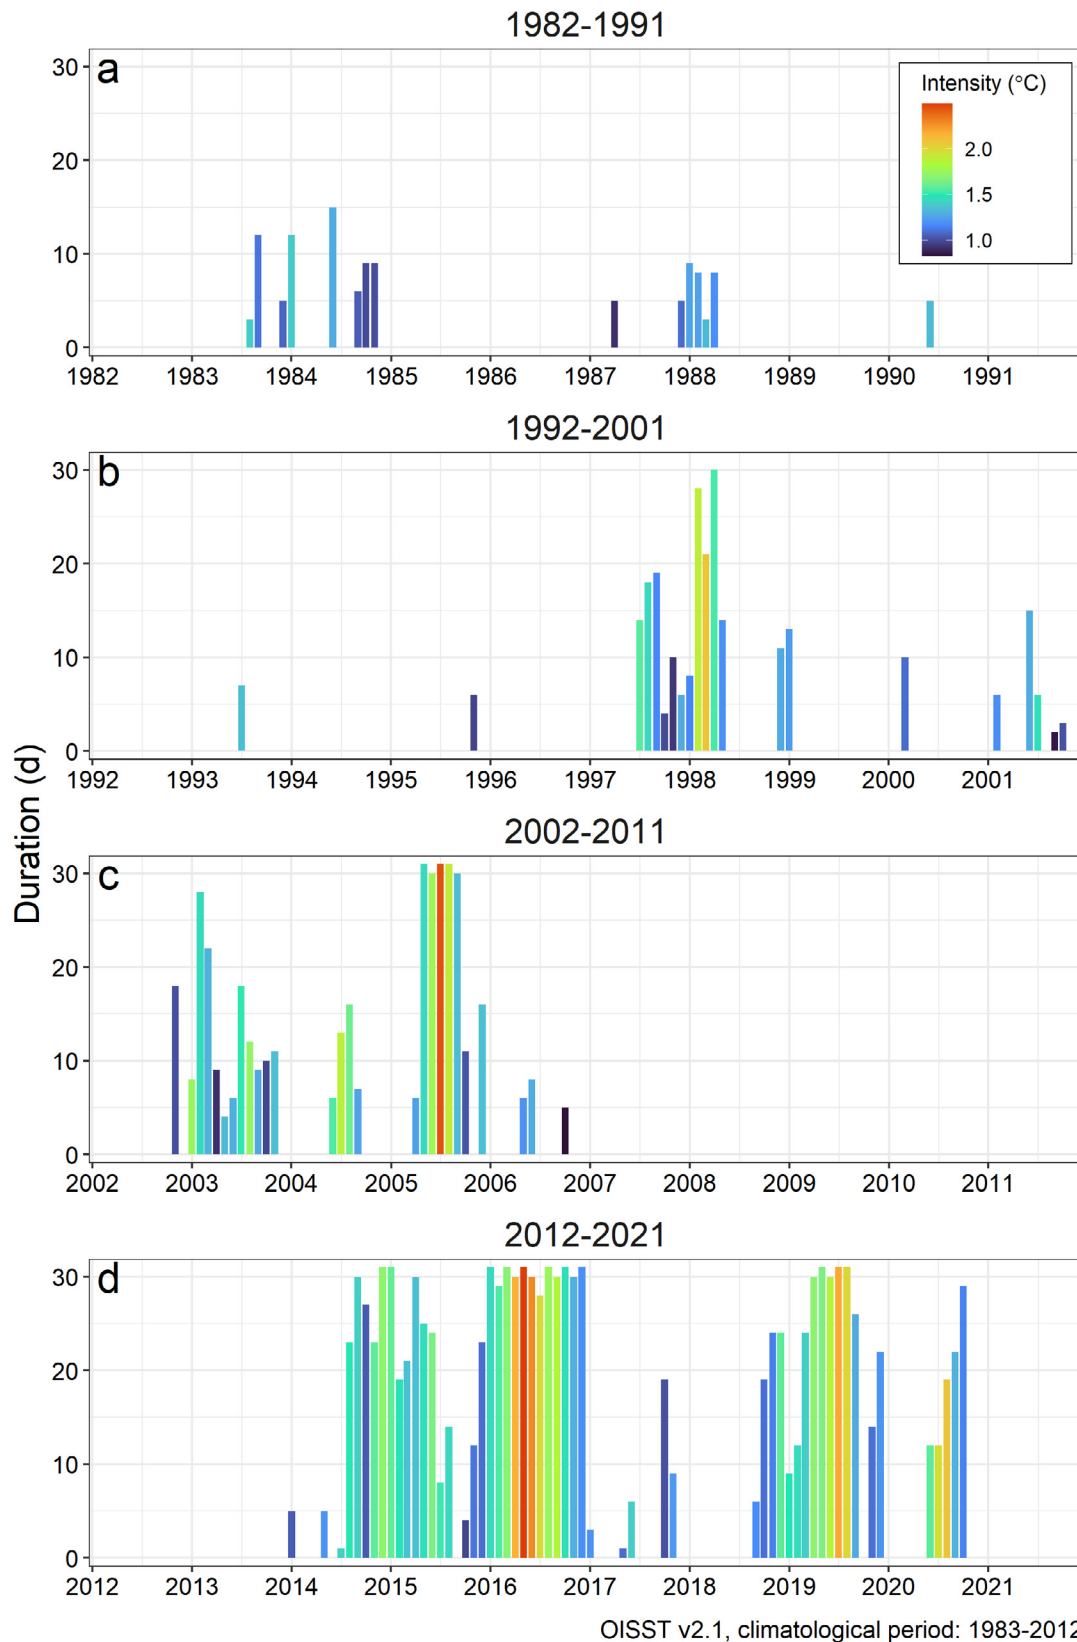 1982-1991
a
30
20
10
0
Intensity (°C)
2.0
1.5
1.0
1982 1983 1984 1985 1986 1987 1988 1989 1990 1991
1992-2001
b
30
20
10
0
1992 1993 1994 1995 1996 1997 1998 1999 2000 2001
Duration (d)
2002-2011
c
30
20
10
0
2002 2003 2004 2005 2006 2007 2008 2009 2010 2011
2012-2021
d
30
20
10
0
2012 2013 2014 2015 2016 2017 2018 2019 2020 2021
OISST v2.1, climatological period: 1983-2012